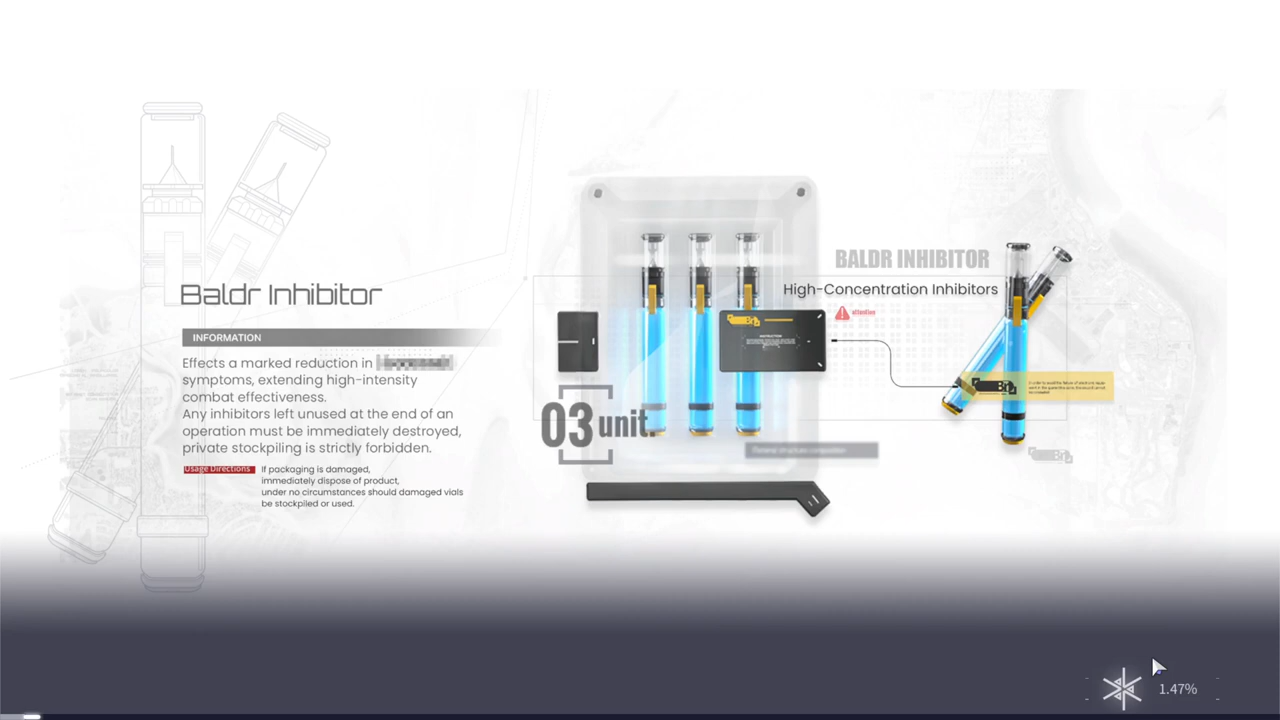 Baldr Inhibitor
INFORMATION
Effects a marked reduction in
symptoms, extending high-intensity
combat effectiveness.
Any inhibitors left unused at the end of an
operation must be immediately destroyed,
private stockpiling is strictly forbidden.
Usage Directions
If packaging is damaged,
immediately dispose of product,
under no circumstances should damaged vials
be stockpiled or used.
03 unit.
BALDR INHIBITOR
High-Concentration Inhibitors
attention
1.47%